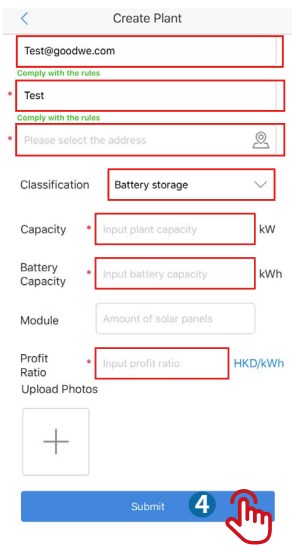 Create Plant
Test@goodwe.com
Comply with the rules
* Test
Comply with the rules
* Please select the address
Classification Battery storage
Capacity * Input plant capacity kW
Battery
Capacity * Input battery capacity kWh
Module Amount of solar panels
Profit
Ratio * Input profit ratio HKD/kWh
Upload Photos
Submit 4